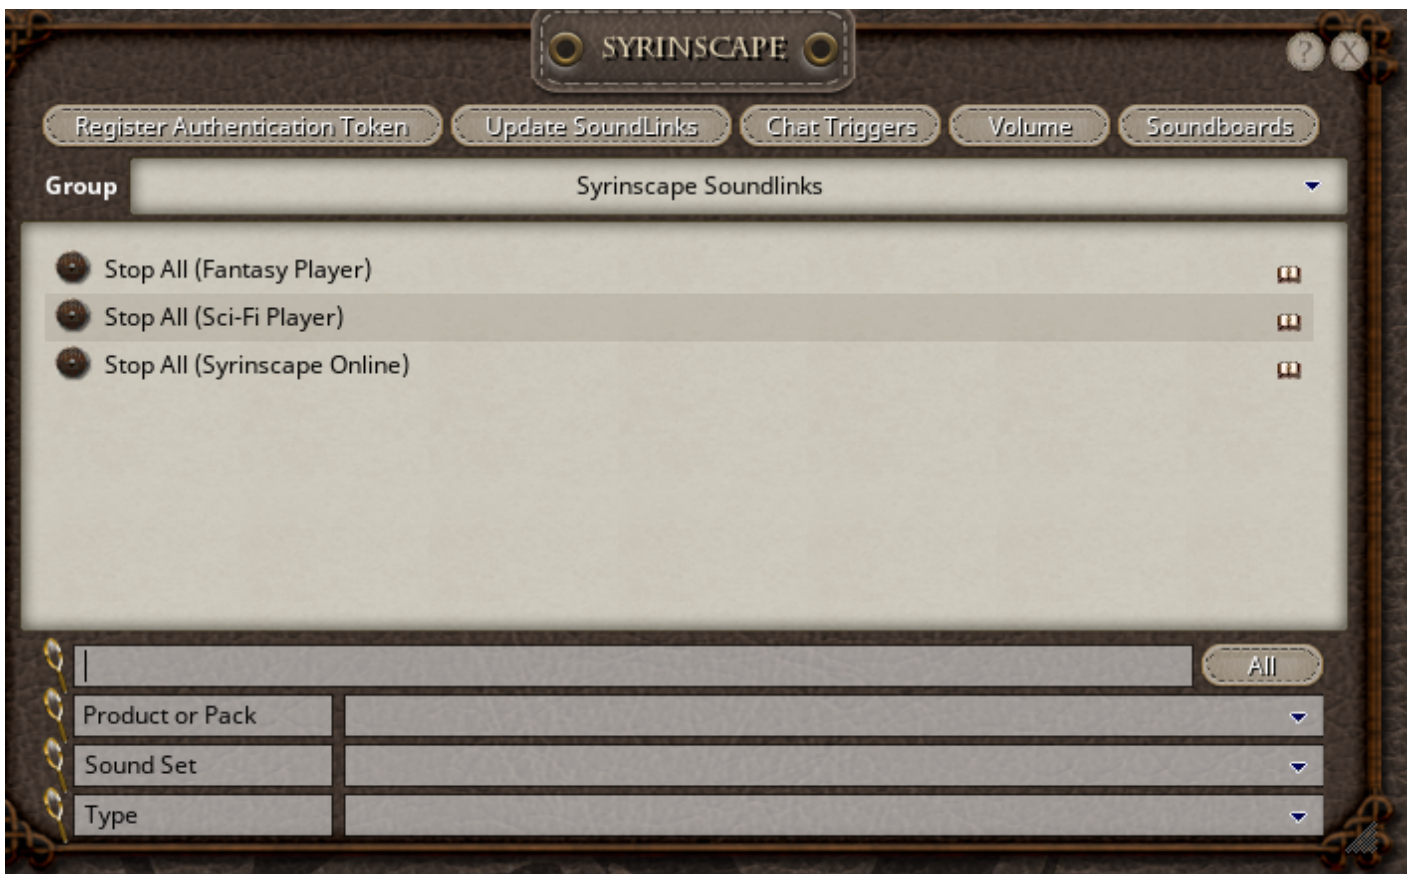 SYRINSCAPE
? X
Register Authentication Token Update SoundLinks Chat Triggers Volume Soundboards
Group Syrinscape Soundlinks
Stop All (Fantasy Player)
Stop All (Sci-Fi Player)
Stop All (Syrinscape Online)
All
Product or Pack
Sound Set
Type